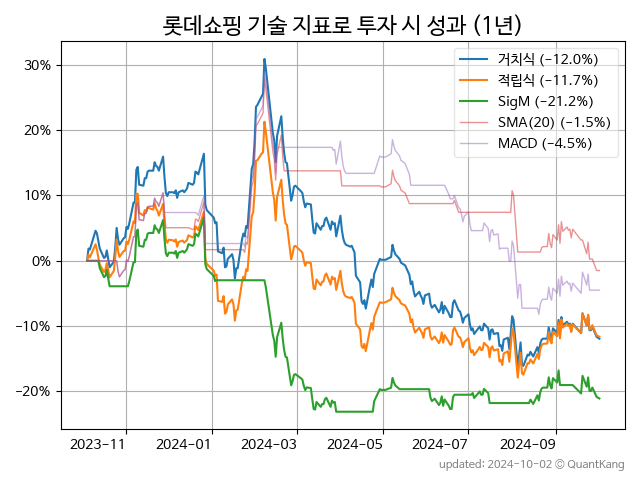 롯데쇼핑 기술 지표로 투자 시 성과 (1년)
거치식 (−12.0%)
적립식 (−11.7%)
SigM (−21.2%)
SMA(20) (−1.5%)
MACD (−4.5%)
30%
20%
10%
0%
−10%
−20%
2023−11 2024−01 2024−03 2024−05 2024−07 2024−09
updated: 2024-10-02 © QuantKang